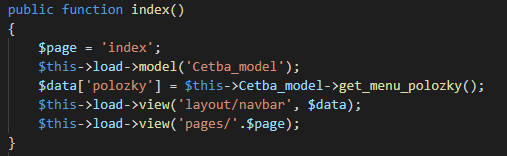 public function index()
{
$page = 'index';
$this->load->model('Cetba_model');
$data['polozky'] = $this->Cetba_model->get_menu_polozky();
$this->load->view('layout/navbar', $data);
$this->load->view('pages/'.$page);
}